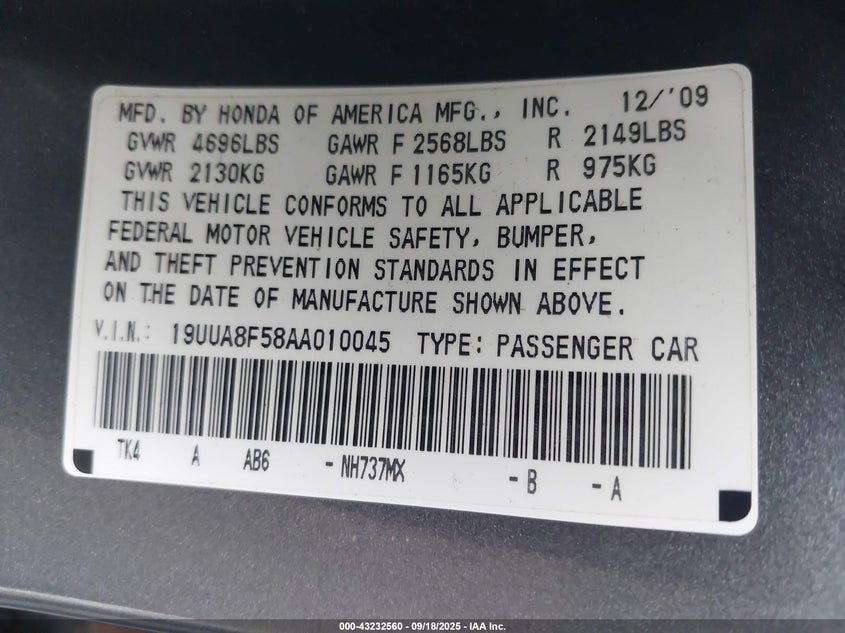 MFD. BY HONDA OF AMERICA MFG., INC. 12/'09
GVWR 4696LBS GAWR F 2568LBS R 2149LBS
GVWR 2130KG GAWR F 1165KG R 975KG
THIS VEHICLE CONFORMS TO ALL APPLICABLE
FEDERAL MOTOR VEHICLE SAFETY, BUMPER,
AND THEFT PREVENTION STANDARDS IN EFFECT
ON THE DATE OF MANUFACTURE SHOWN ABOVE.
V.I.N.: 19UUA8F58AA010045 TYPE: PASSENGER CAR
TK4 A AB6 -NH737MX -B -A
000-43232560 - 09/18/2025 - IAA Inc.